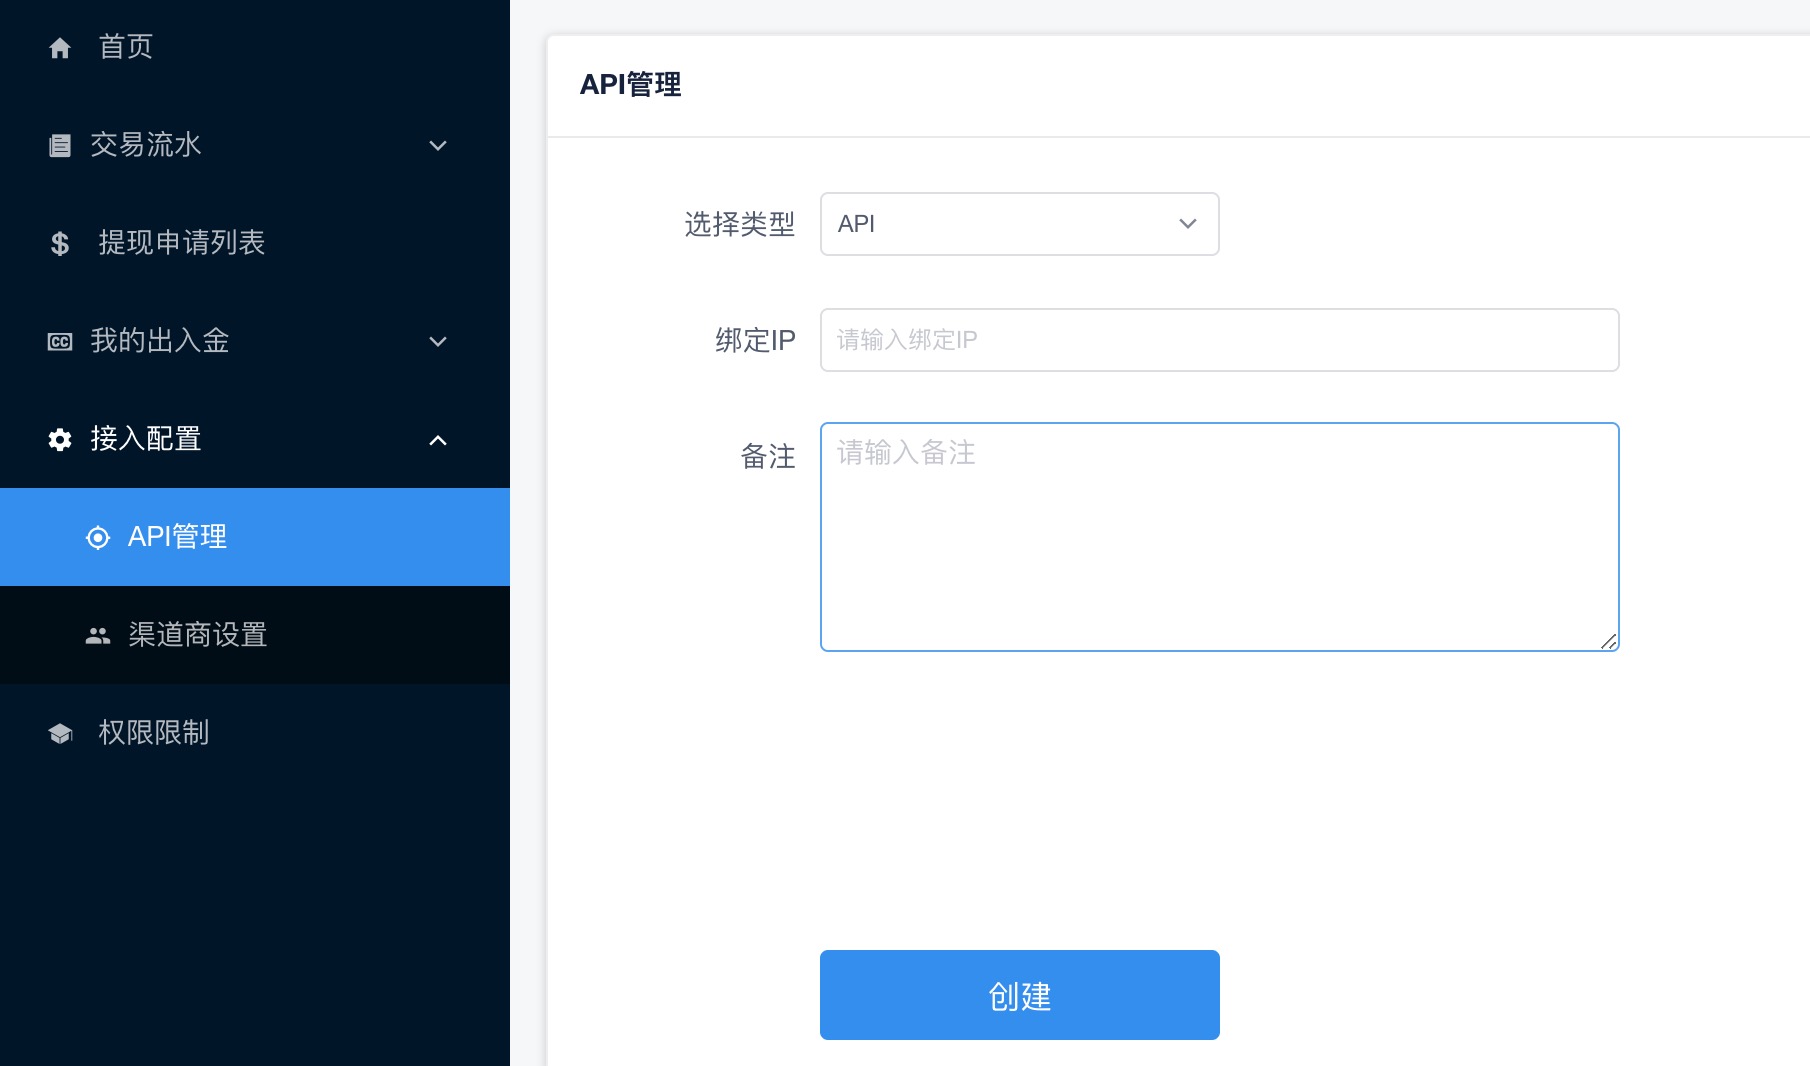 首页
交易流水
提现申请列表
我的出入金
接入配置
API管理
渠道商设置
权限限制
API管理
选择类型
API
绑定IP
请输入绑定IP
备注
请输入备注
创建